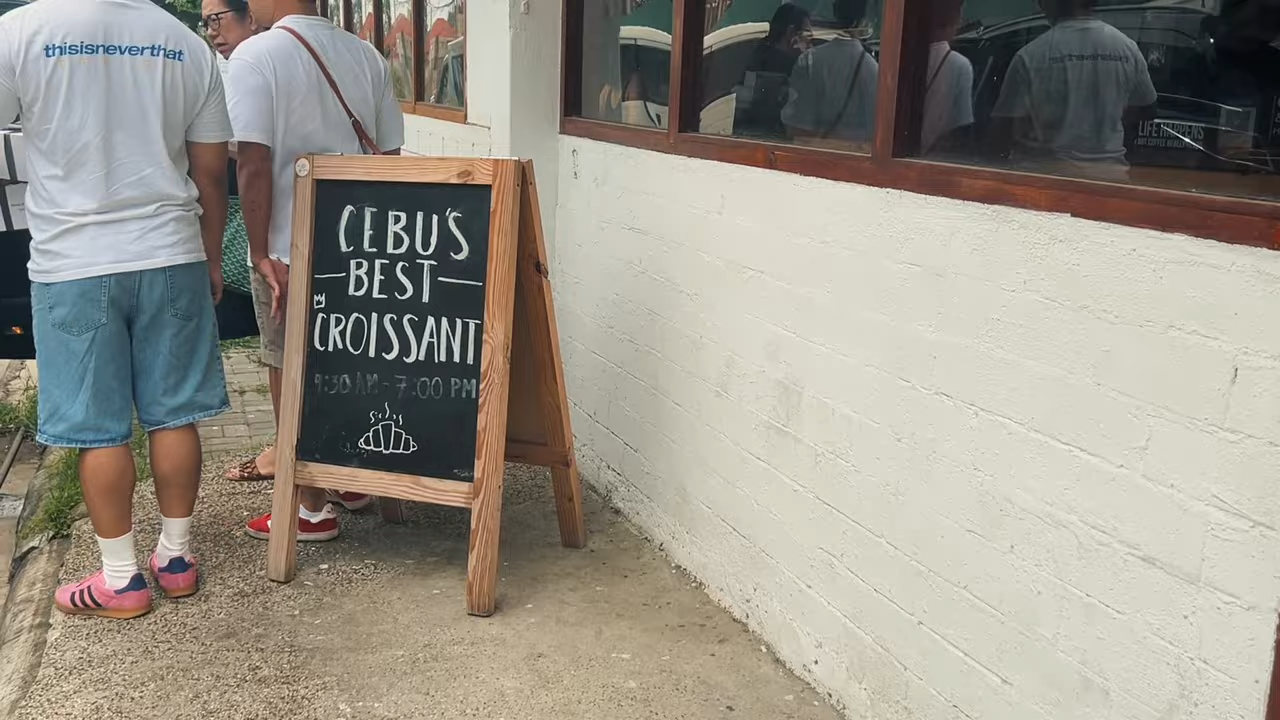 thisisneverthat
CEBU'S
BEST
CROISSANT
9:30 AM - 7:00 PM
LIFE HAPPENS